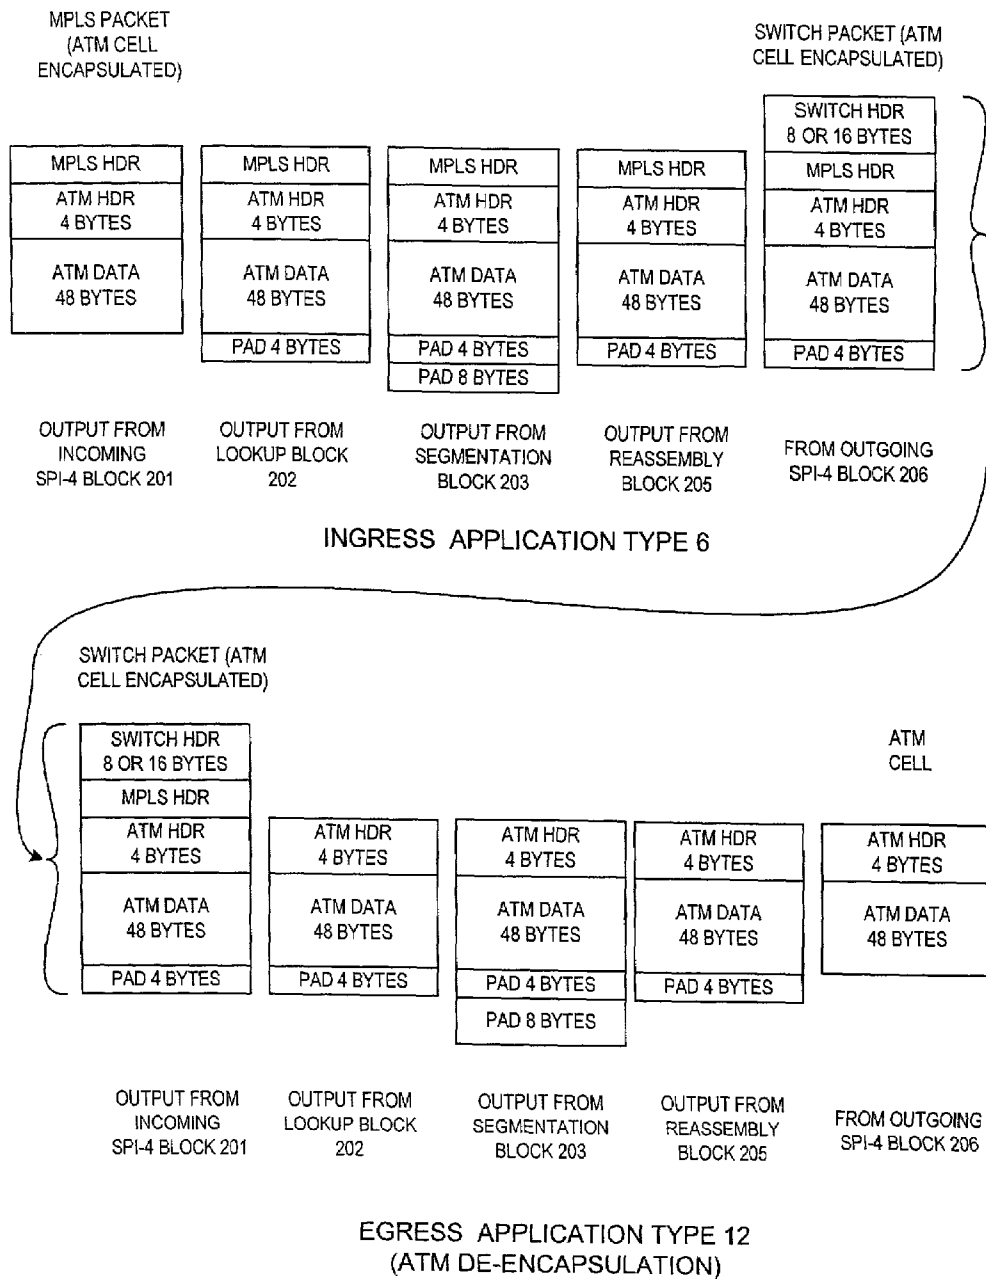 MPLS PACKET
(ATM CELL
ENCAPSULATED)
SWITCH PACKET (ATM
CELL ENCAPSULATED)
MPLS HDR
ATM HDR
4 BYTES
ATM DATA
48 BYTES
MPLS HDR
ATM HDR
4 BYTES
ATM DATA
48 BYTES
PAD 4 BYTES
MPLS HDR
ATM HDR
4 BYTES
ATM DATA
48 BYTES
PAD 4 BYTES
PAD 8 BYTES
MPLS HDR
ATM HDR
4 BYTES
ATM DATA
48 BYTES
PAD 4 BYTES
SWITCH HDR
8 OR 16 BYTES
MPLS HDR
ATM HDR
4 BYTES
ATM DATA
48 BYTES
PAD 4 BYTES
OUTPUT FROM
INCOMING
SPI-4 BLOCK 201
OUTPUT FROM
LOOKUP BLOCK
202
OUTPUT FROM
SEGMENTATION
BLOCK 203
OUTPUT FROM
REASSEMBLY
BLOCK 205
FROM OUTGOING
SPI-4 BLOCK 206
INGRESS APPLICATION TYPE 6
SWITCH PACKET (ATM
CELL ENCAPSULATED)
ATM
CELL
SWITCH HDR
8 OR 16 BYTES
MPLS HDR
ATM HDR
4 BYTES
ATM DATA
48 BYTES
PAD 4 BYTES
ATM HDR
4 BYTES
ATM DATA
48 BYTES
PAD 4 BYTES
ATM HDR
4 BYTES
ATM DATA
48 BYTES
PAD 4 BYTES
PAD 8 BYTES
ATM HDR
4 BYTES
ATM DATA
48 BYTES
PAD 4 BYTES
ATM HDR
4 BYTES
ATM DATA
48 BYTES
OUTPUT FROM
INCOMING
SPI-4 BLOCK 201
OUTPUT FROM
LOOKUP BLOCK
202
OUTPUT FROM
SEGMENTATION
BLOCK 203
OUTPUT FROM
REASSEMBLY
BLOCK 205
FROM OUTGOING
SPI-4 BLOCK 206
EGRESS APPLICATION TYPE 12
(ATM DE-ENCAPSULATION)